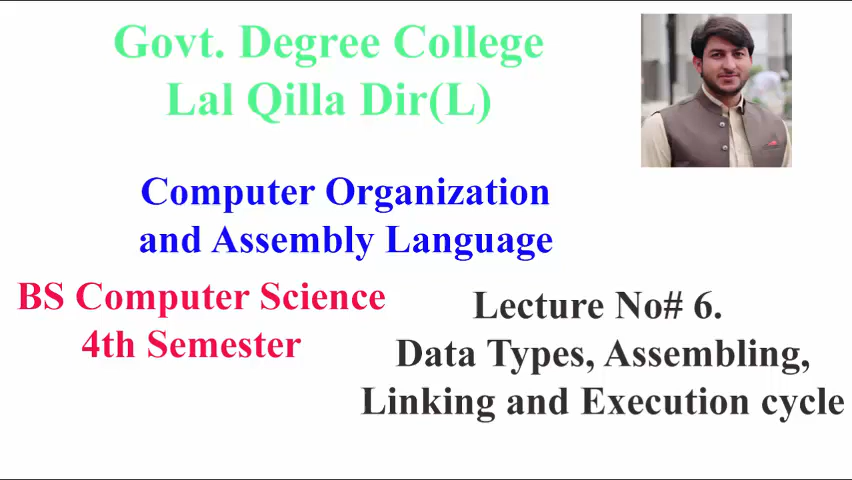 Govt. Degree College
Lal Qilla Dir(L)
Computer Organization
and Assembly Language
BS Computer Science
4th Semester
Lecture No# 6.
Data Types, Assembling,
Linking and Execution cycle